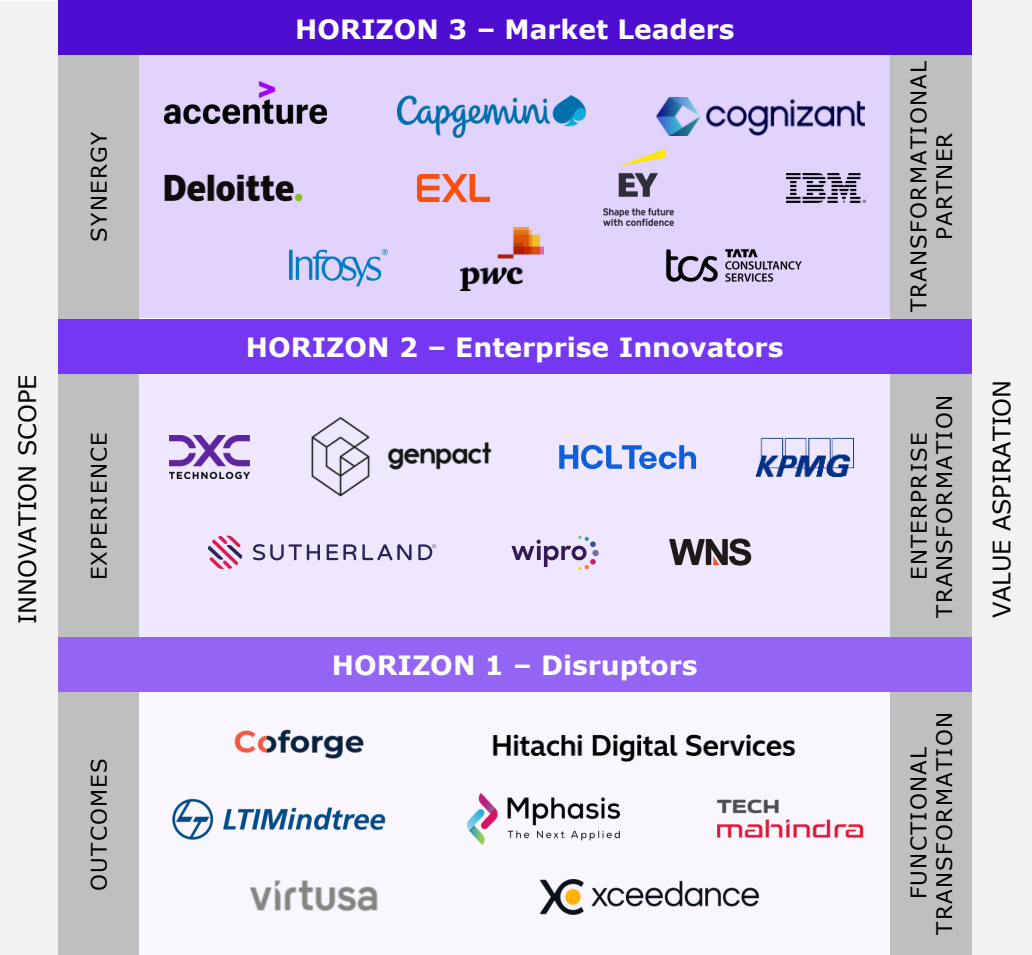 HORIZON 3 – Market Leaders
INNOVATION SCOPE
SYNERGY
accenture
Capgemini
cognizant
Deloitte.
EXL
EY
Shape the future
with confidence
IBM®
Infosys®
pwc
tcs TATA
CONSULTANCY
SERVICES
TRANSFORMATIONAL
PARTNER
VALUE ASPIRATION
HORIZON 2 – Enterprise Innovators
EXPERIENCE
DXC
TECHNOLOGY
genpact
HCLTech
KPMG
SUTHERLAND®
wipro
WNS
ENTERPRISE
TRANSFORMATION
HORIZON 1 – Disruptors
OUTCOMES
Coforge
Hitachi Digital Services
LTIMindtree
Mphasis
The Next Applied
TECH
mahindra
virtusa
xceedance
FUNCTIONAL
TRANSFORMATION